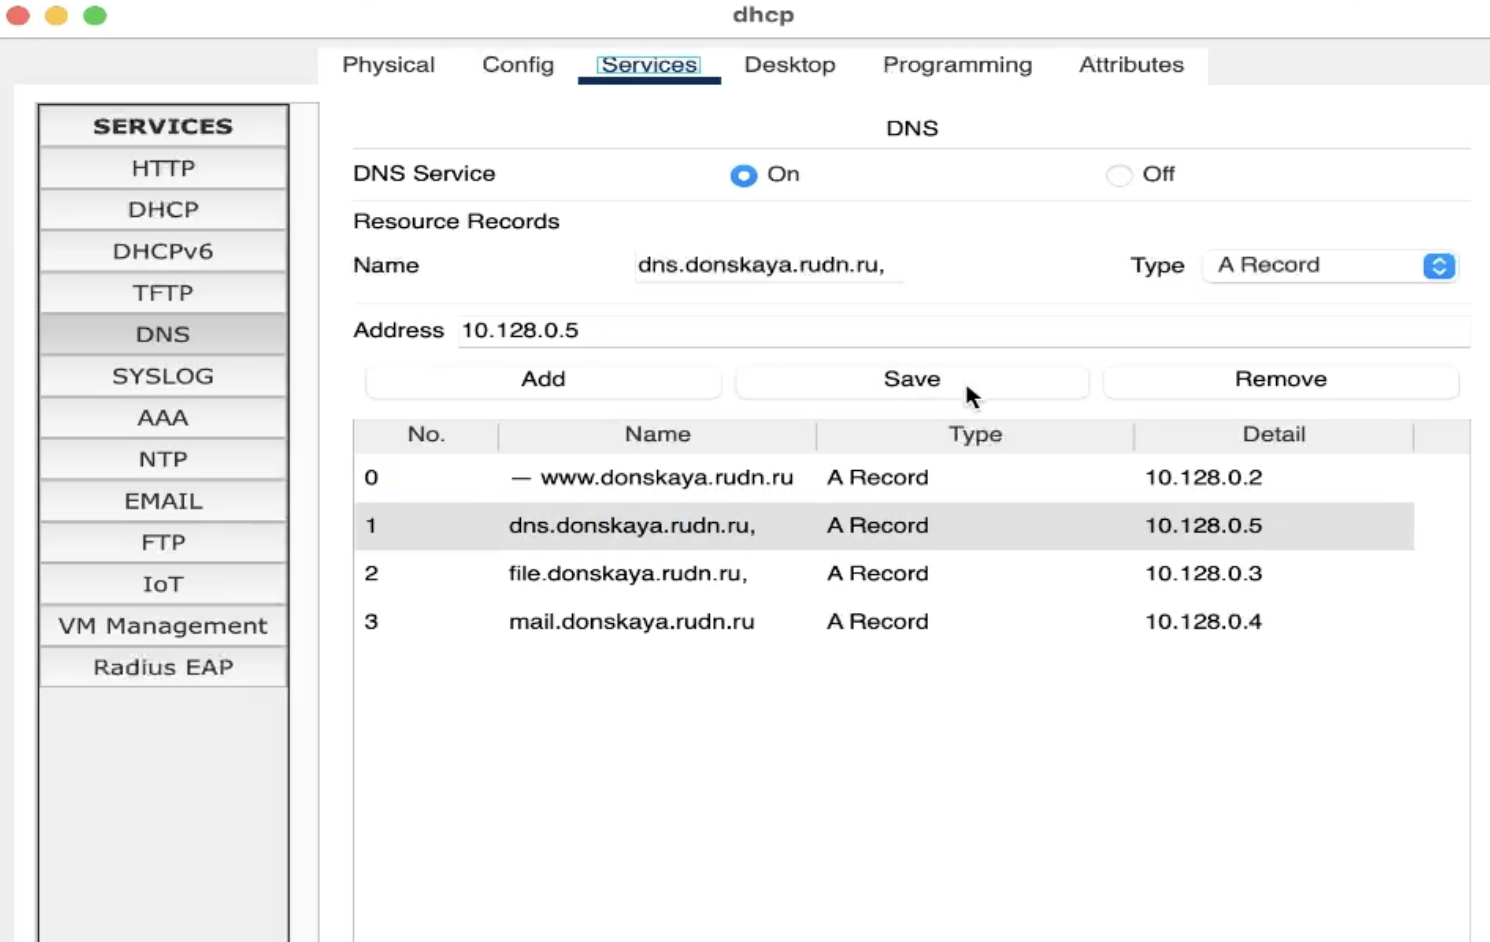 dhcp
Physical Config Services Desktop Programming Attributes
SERVICES
HTTP
DHCP
DHCPv6
TFTP
DNS
SYSLOG
AAA
NTP
EMAIL
FTP
IoT
VM Management
Radius EAP
DNS
DNS Service On Off
Resource Records
Name dns.donskaya.rudn.ru, Type A Record
Address 10.128.0.5
Add Save Remove
No. Name Type Detail
0 — www.donskaya.rudn.ru A Record 10.128.0.2
1 dns.donskaya.rudn.ru, A Record 10.128.0.5
2 file.donskaya.rudn.ru, A Record 10.128.0.3
3 mail.donskaya.rudn.ru A Record 10.128.0.4